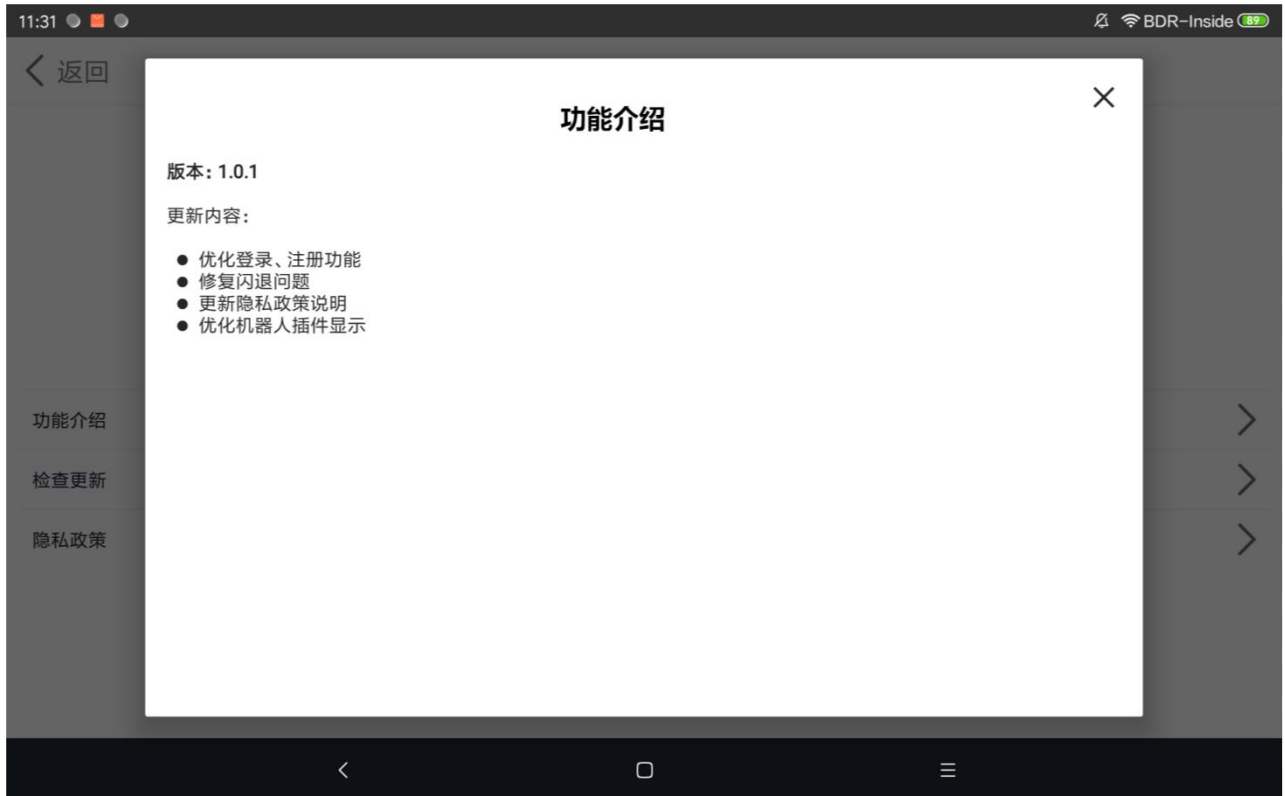 11:31 BDR-Inside 89
返回
功能介绍
版本: 1.0.1
更新内容:
● 优化登录、注册功能
● 修复闪退问题
● 更新隐私政策说明
● 优化机器人插件显示
功能介绍
检查更新
隐私政策